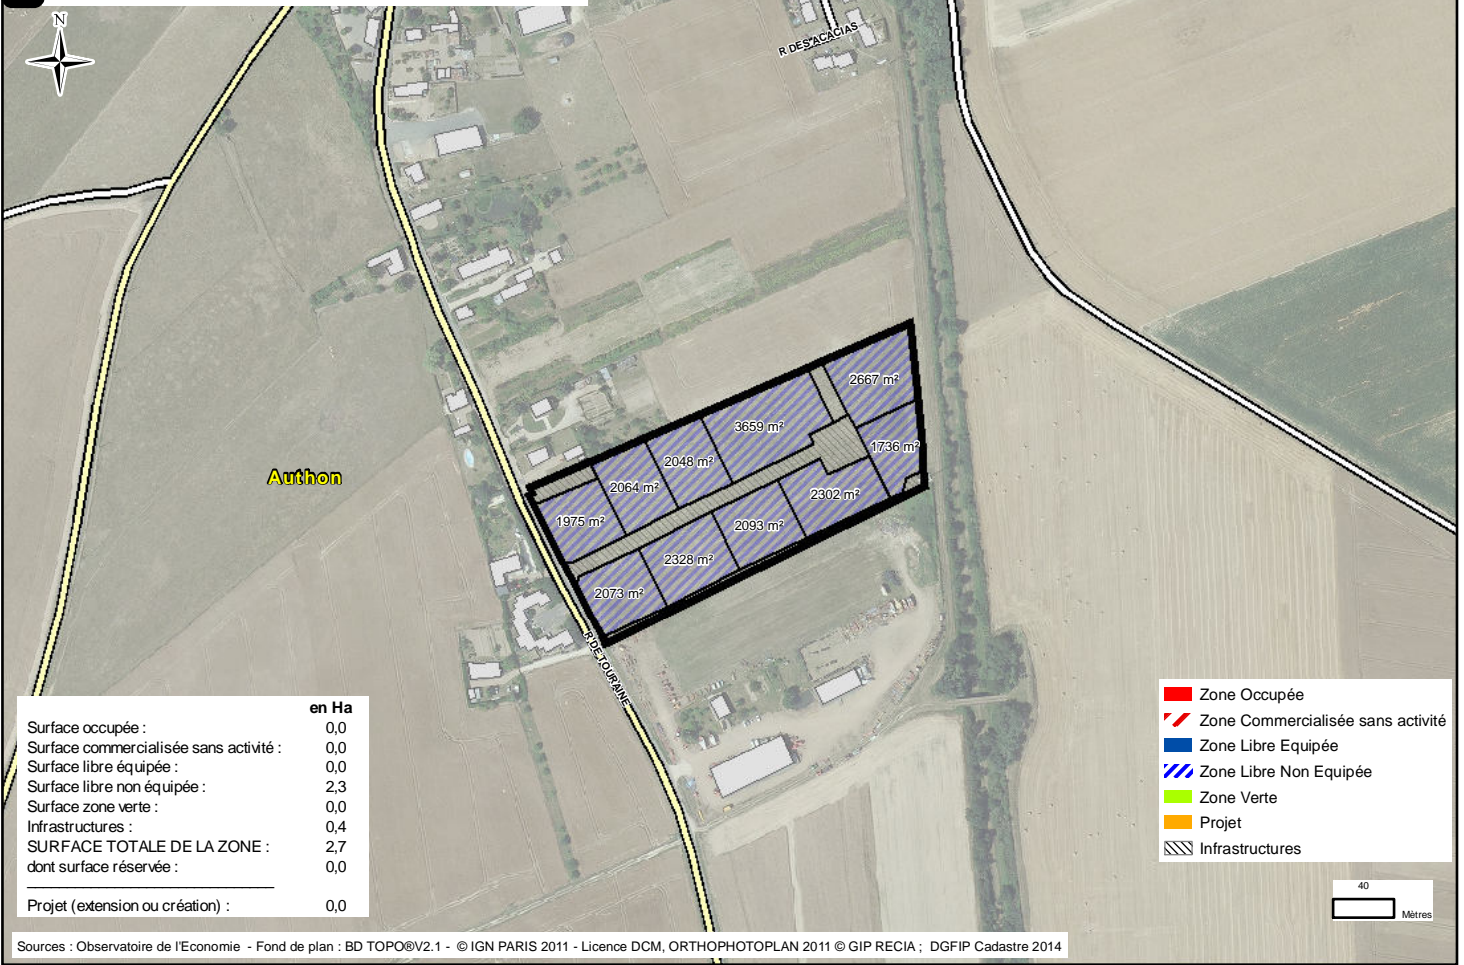 N
R DES ACACIAS
2667 m²
3659 m²
1736 m²
2048 m²
2064 m²
2302 m²
1975 m²
2093 m²
2328 m²
2073 m²
Authon
R DE TOURAINE
en Ha
Surface occupée : 0,0
Surface commercialisée sans activité : 0,0
Surface libre équipée : 0,0
Surface libre non équipée : 2,3
Surface zone verte : 0,0
Infrastructures : 0,4
SURFACE TOTALE DE LA ZONE : 2,7
dont surface réservée : 0,0
Projet (extension ou création) : 0,0
Zone Occupée
Zone Commercialisée sans activité
Zone Libre Equipée
Zone Libre Non Equipée
Zone Verte
Projet
Infrastructures
40
Mètres
Sources : Observatoire de l'Economie - Fond de plan : BD TOPO®V2.1 - © IGN PARIS 2011 - Licence DCM, ORTHOPHOTOPLAN 2011 © GIP RECIA ; DGFIP Cadastre 2014